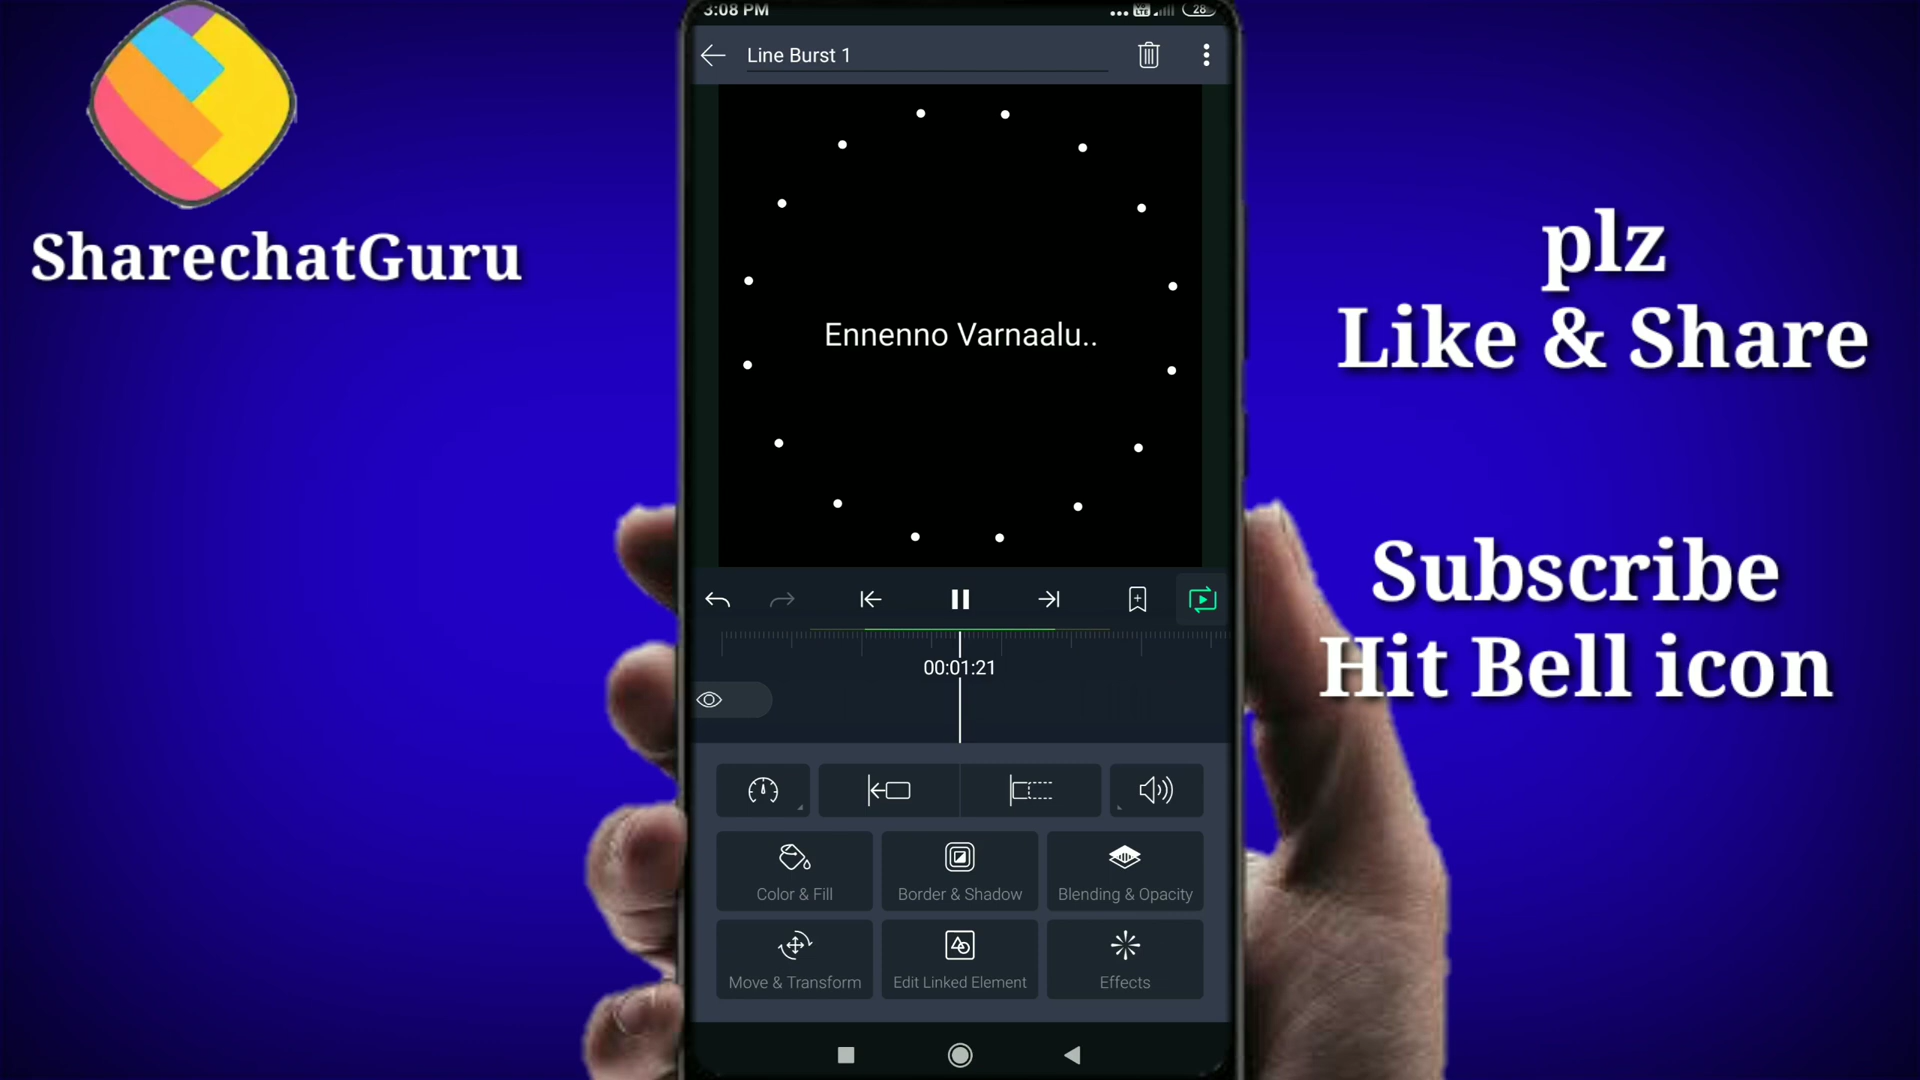 3:08 PM
28
Line Burst 1
SharechatGuru
plz
Like & Share
Ennenno Varnaalu..
Subscribe
Hit Bell icon
00:01:21
Color & Fill
Border & Shadow
Blending & Opacity
Move & Transform
Edit Linked Element
Effects